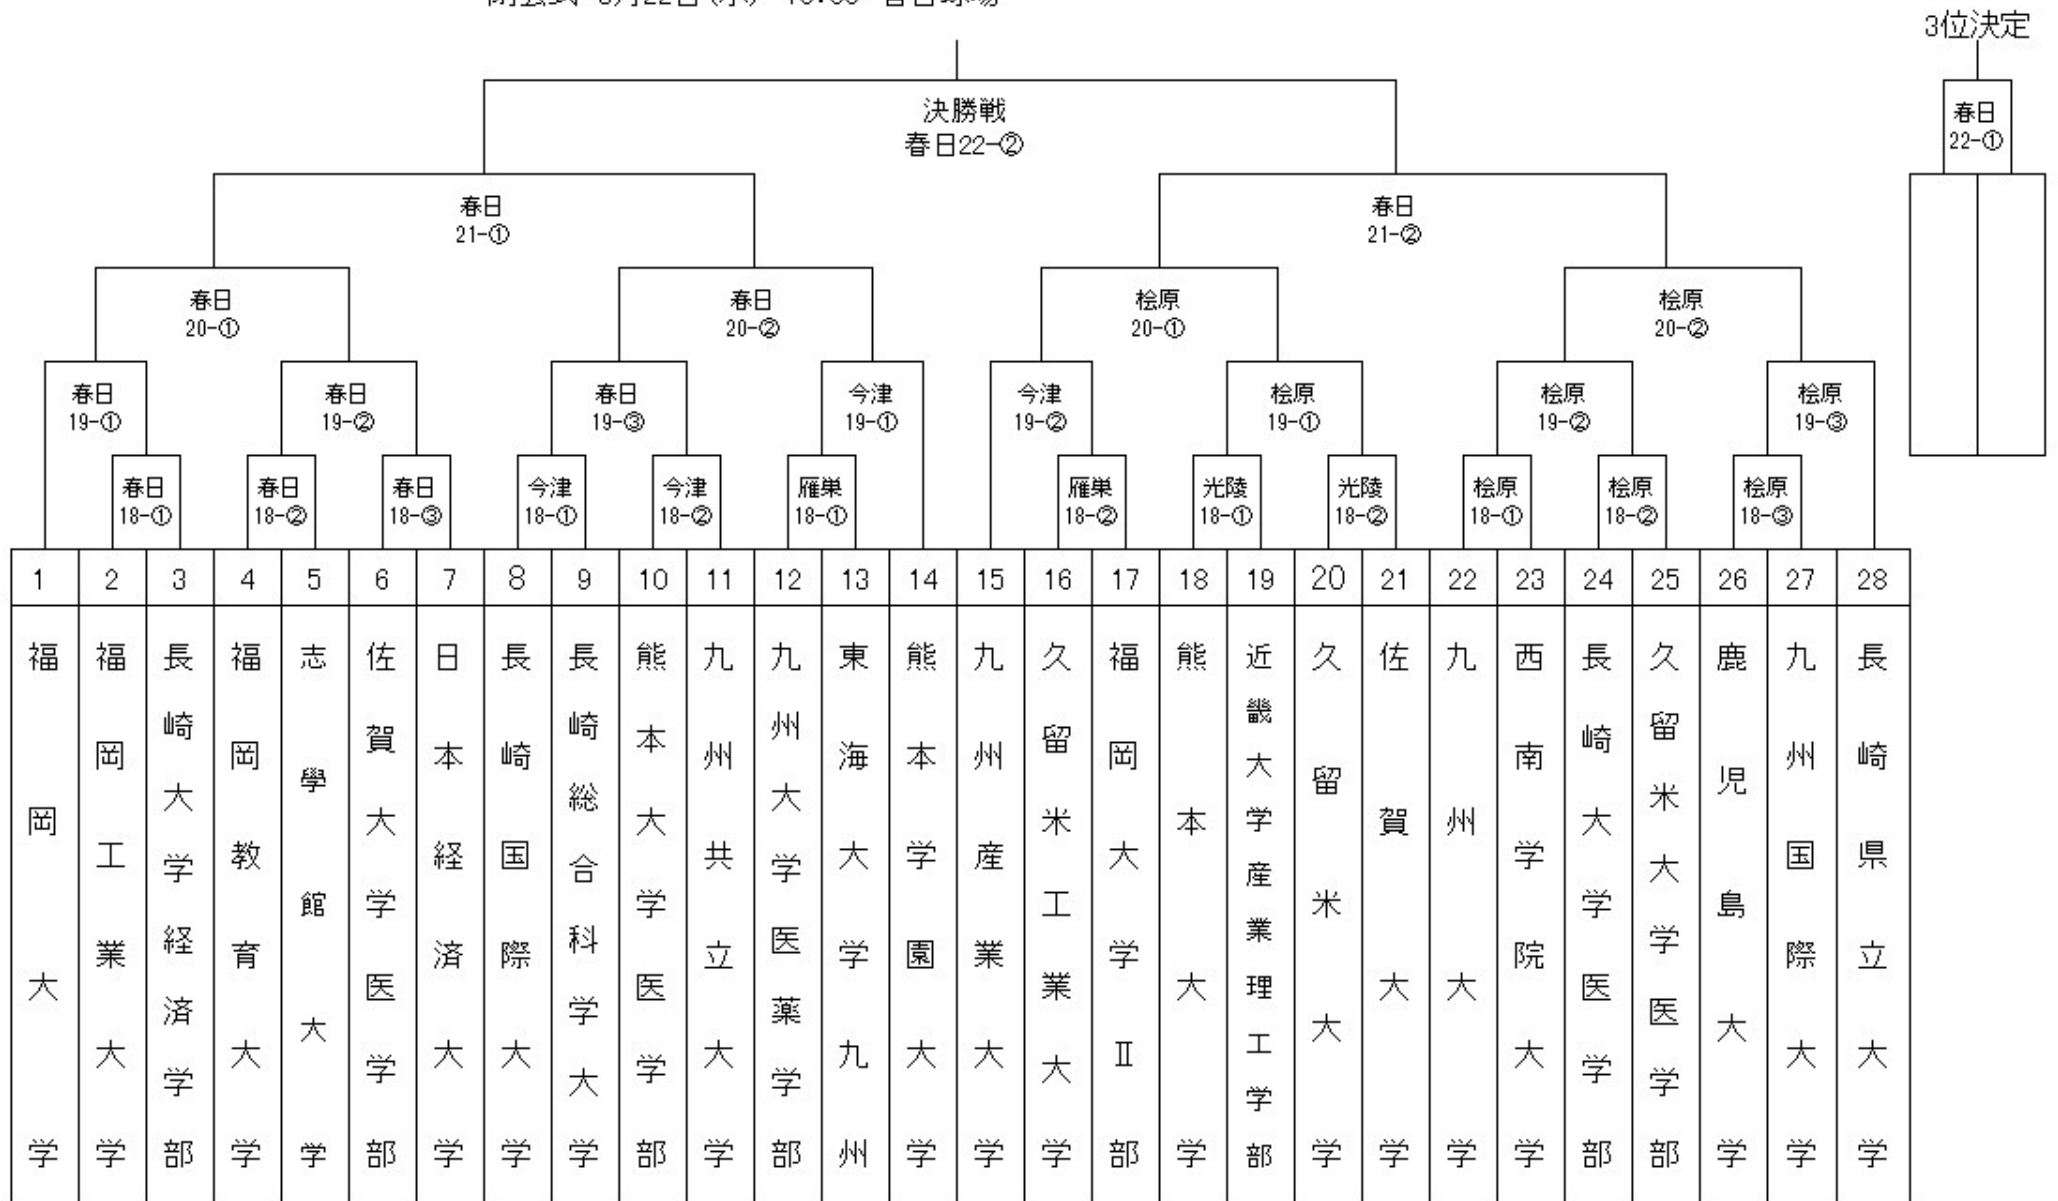 3位決定
春日
22-①
決勝戦
春日22-②
春日
21-①
春日
21-②
春日
20-①
春日
20-②
桧原
20-①
桧原
20-②
春日
19-①
春日
19-②
春日
19-③
今津
19-①
今津
19-②
桧原
19-①
桧原
19-②
桧原
19-③
春日
18-①
春日
18-②
春日
18-③
今津
18-①
今津
18-②
雁巣
18-①
雁巣
18-②
光陵
18-①
光陵
18-②
桧原
18-①
桧原
18-②
桧原
18-③
1 2 3 4 5 6 7 8 9 10 11 12 13 14 15 16 17 18 19 20 21 22 23 24 25 26 27 28
福岡大学
福岡工業大学
長崎大学経済学部
福岡教育大学
志學館大学
佐賀大学医学部
日本経済大学
長崎国際大学
長崎総合科学大学
熊本大学医学部
九州共立大学
九州大学医薬学部
東海大学九州
熊本学園大学
九州産業大学
久留米工業大学
福岡大学Ⅱ部
熊本大学
近畿大学産業理工学部
久留米大学
佐賀大学
九州大学
西南学院大学
長崎大学医学部
久留米大学医学部
鹿児島大学
九州国際大学
長崎県立大学